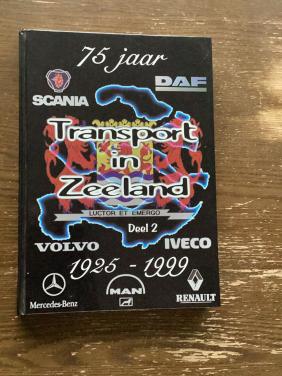 75 jaar
SCANIA
DAF
Transport
in
Zeeland
LUCTOR ET EMERGO
Deel 2
VOLVO
IVECO
1925 - 1999
Mercedes-Benz
MAN
RENAULT